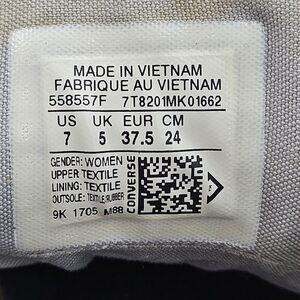 MADE IN VIETNAM
FABRIQUE AU VIETNAM
558557F 7T8201MK01662
US UK EUR CM
7 5 37.5 24
GENDER: WOMEN
UPPER TEXTILE
LINING: TEXTILE
OUTSOLE: TEXTILE, RUBBER
9K 1705 M88
CONVERSE